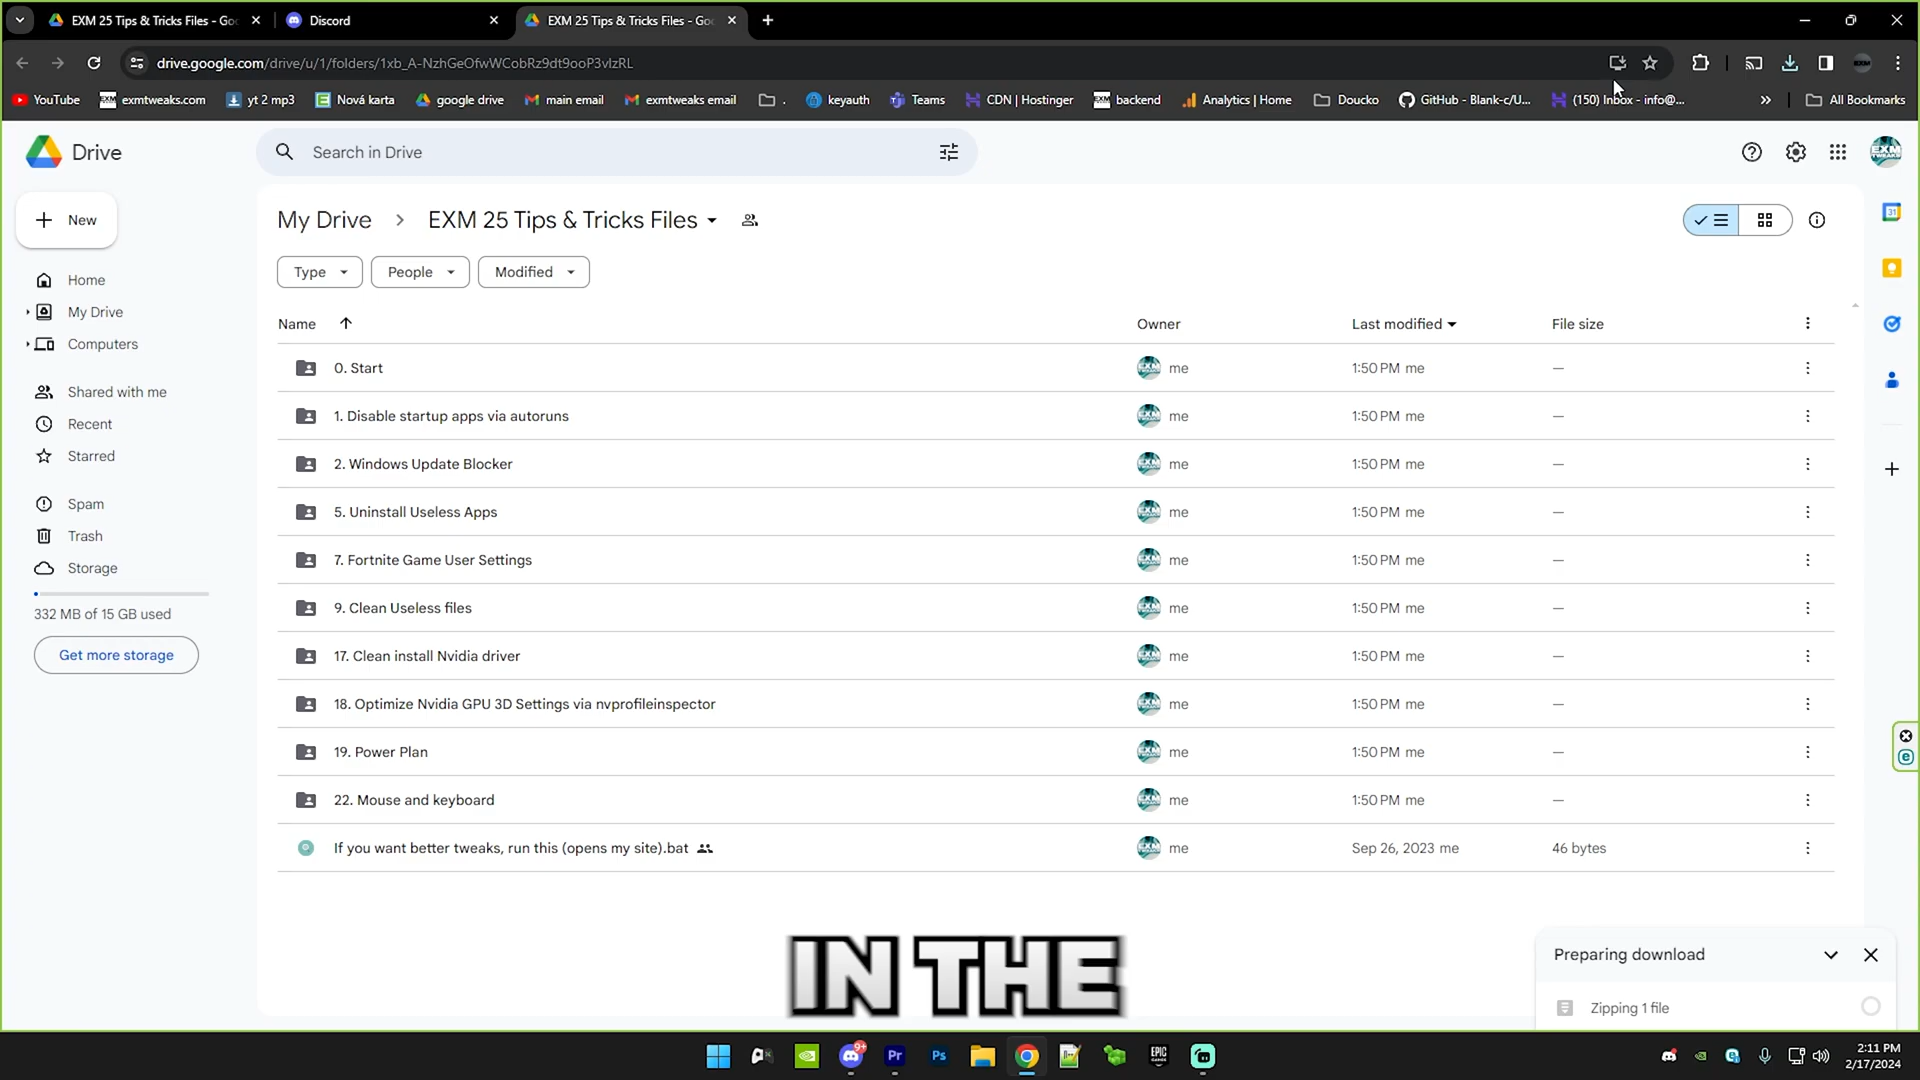 EXM 25 Tips & Tricks Files - Goo
Discord
EXM 25 Tips & Tricks Files - Goo
drive.google.com/drive/u/1/folders/1xb_A-NzhGeOfwWCobRz9dt9ooP3vIzRL
YouTube
exmtweaks.com
yt 2 mp3
Nová karta
google drive
main email
exmtweaks email
.
keyauth
Teams
CDN | Hostinger
backend
Analytics | Home
Doucko
GitHub - Blank-c/U...
(150) Inbox - info@...
All Bookmarks
Drive
Search in Drive
EXM
TWEAKS
New
My Drive
EXM 25 Tips & Tricks Files
31
Type
People
Modified
Home
My Drive
Computers
Shared with me
Recent
Starred
Spam
Trash
Storage
332 MB of 15 GB used
Get more storage
Name
Owner
Last modified
File size
0. Start
me
1:50 PM me
—
1. Disable startup apps via autoruns
me
1:50 PM me
—
2. Windows Update Blocker
me
1:50 PM me
—
5. Uninstall Useless Apps
me
1:50 PM me
—
7. Fortnite Game User Settings
me
1:50 PM me
—
9. Clean Useless files
me
1:50 PM me
—
17. Clean install Nvidia driver
me
1:50 PM me
—
18. Optimize Nvidia GPU 3D Settings via nvprofileinspector
me
1:50 PM me
—
19. Power Plan
me
1:50 PM me
—
22. Mouse and keyboard
me
1:50 PM me
—
If you want better tweaks, run this (opens my site).bat
me
Sep 26, 2023 me
46 bytes
IN THE
Preparing download
Zipping 1 file
9+
Pr
Ps
EPIC
GAMES
2:11 PM
2/17/2024